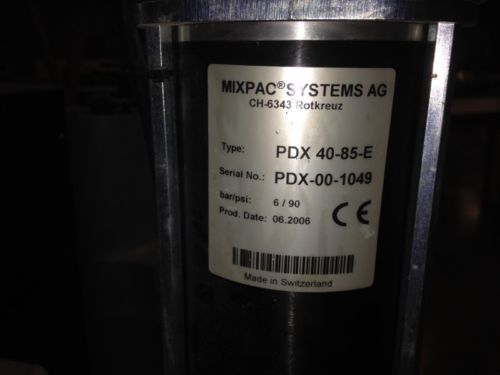 MIXPAC® SYSTEMS AG
CH-6343 Rotkreuz
Type: PDX 40-85-E
Serial No.: PDX-00-1049
bar/psi: 6 / 90
Prod. Date: 06.2006
CE
Made in Switzerland